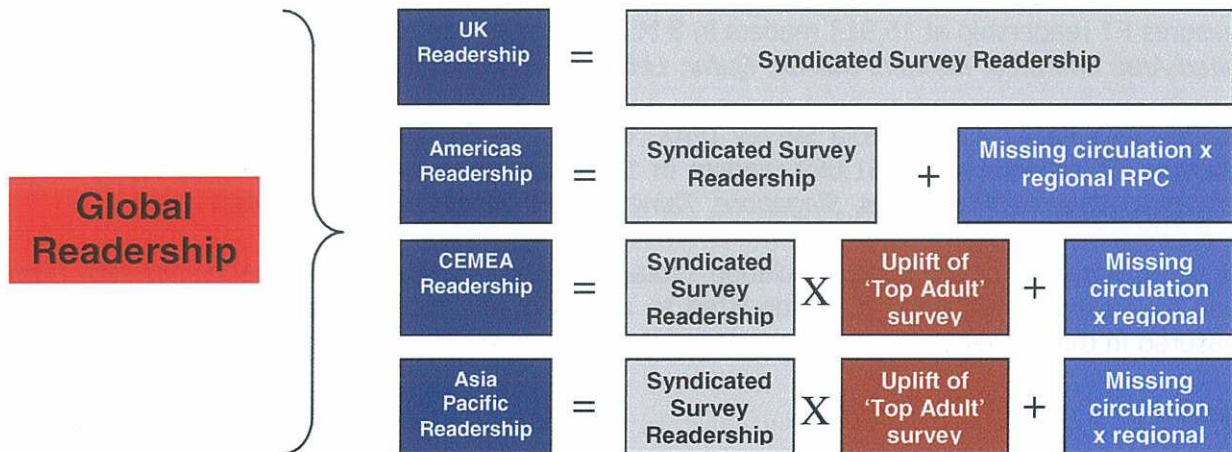 UK
Readership
=
Syndicated Survey Readership
Global
Readership
Americas
Readership
=
Syndicated Survey
Readership
+
Missing circulation x
regional RPC
CEMEA
Readership
=
Syndicated
Survey
Readership
X
Uplift of
‘Top Adult’
survey
+
Missing
circulation
x regional
Asia
Pacific
Readership
=
Syndicated
Survey
Readership
X
Uplift of
‘Top Adult’
survey
+
Missing
circulation
x regional